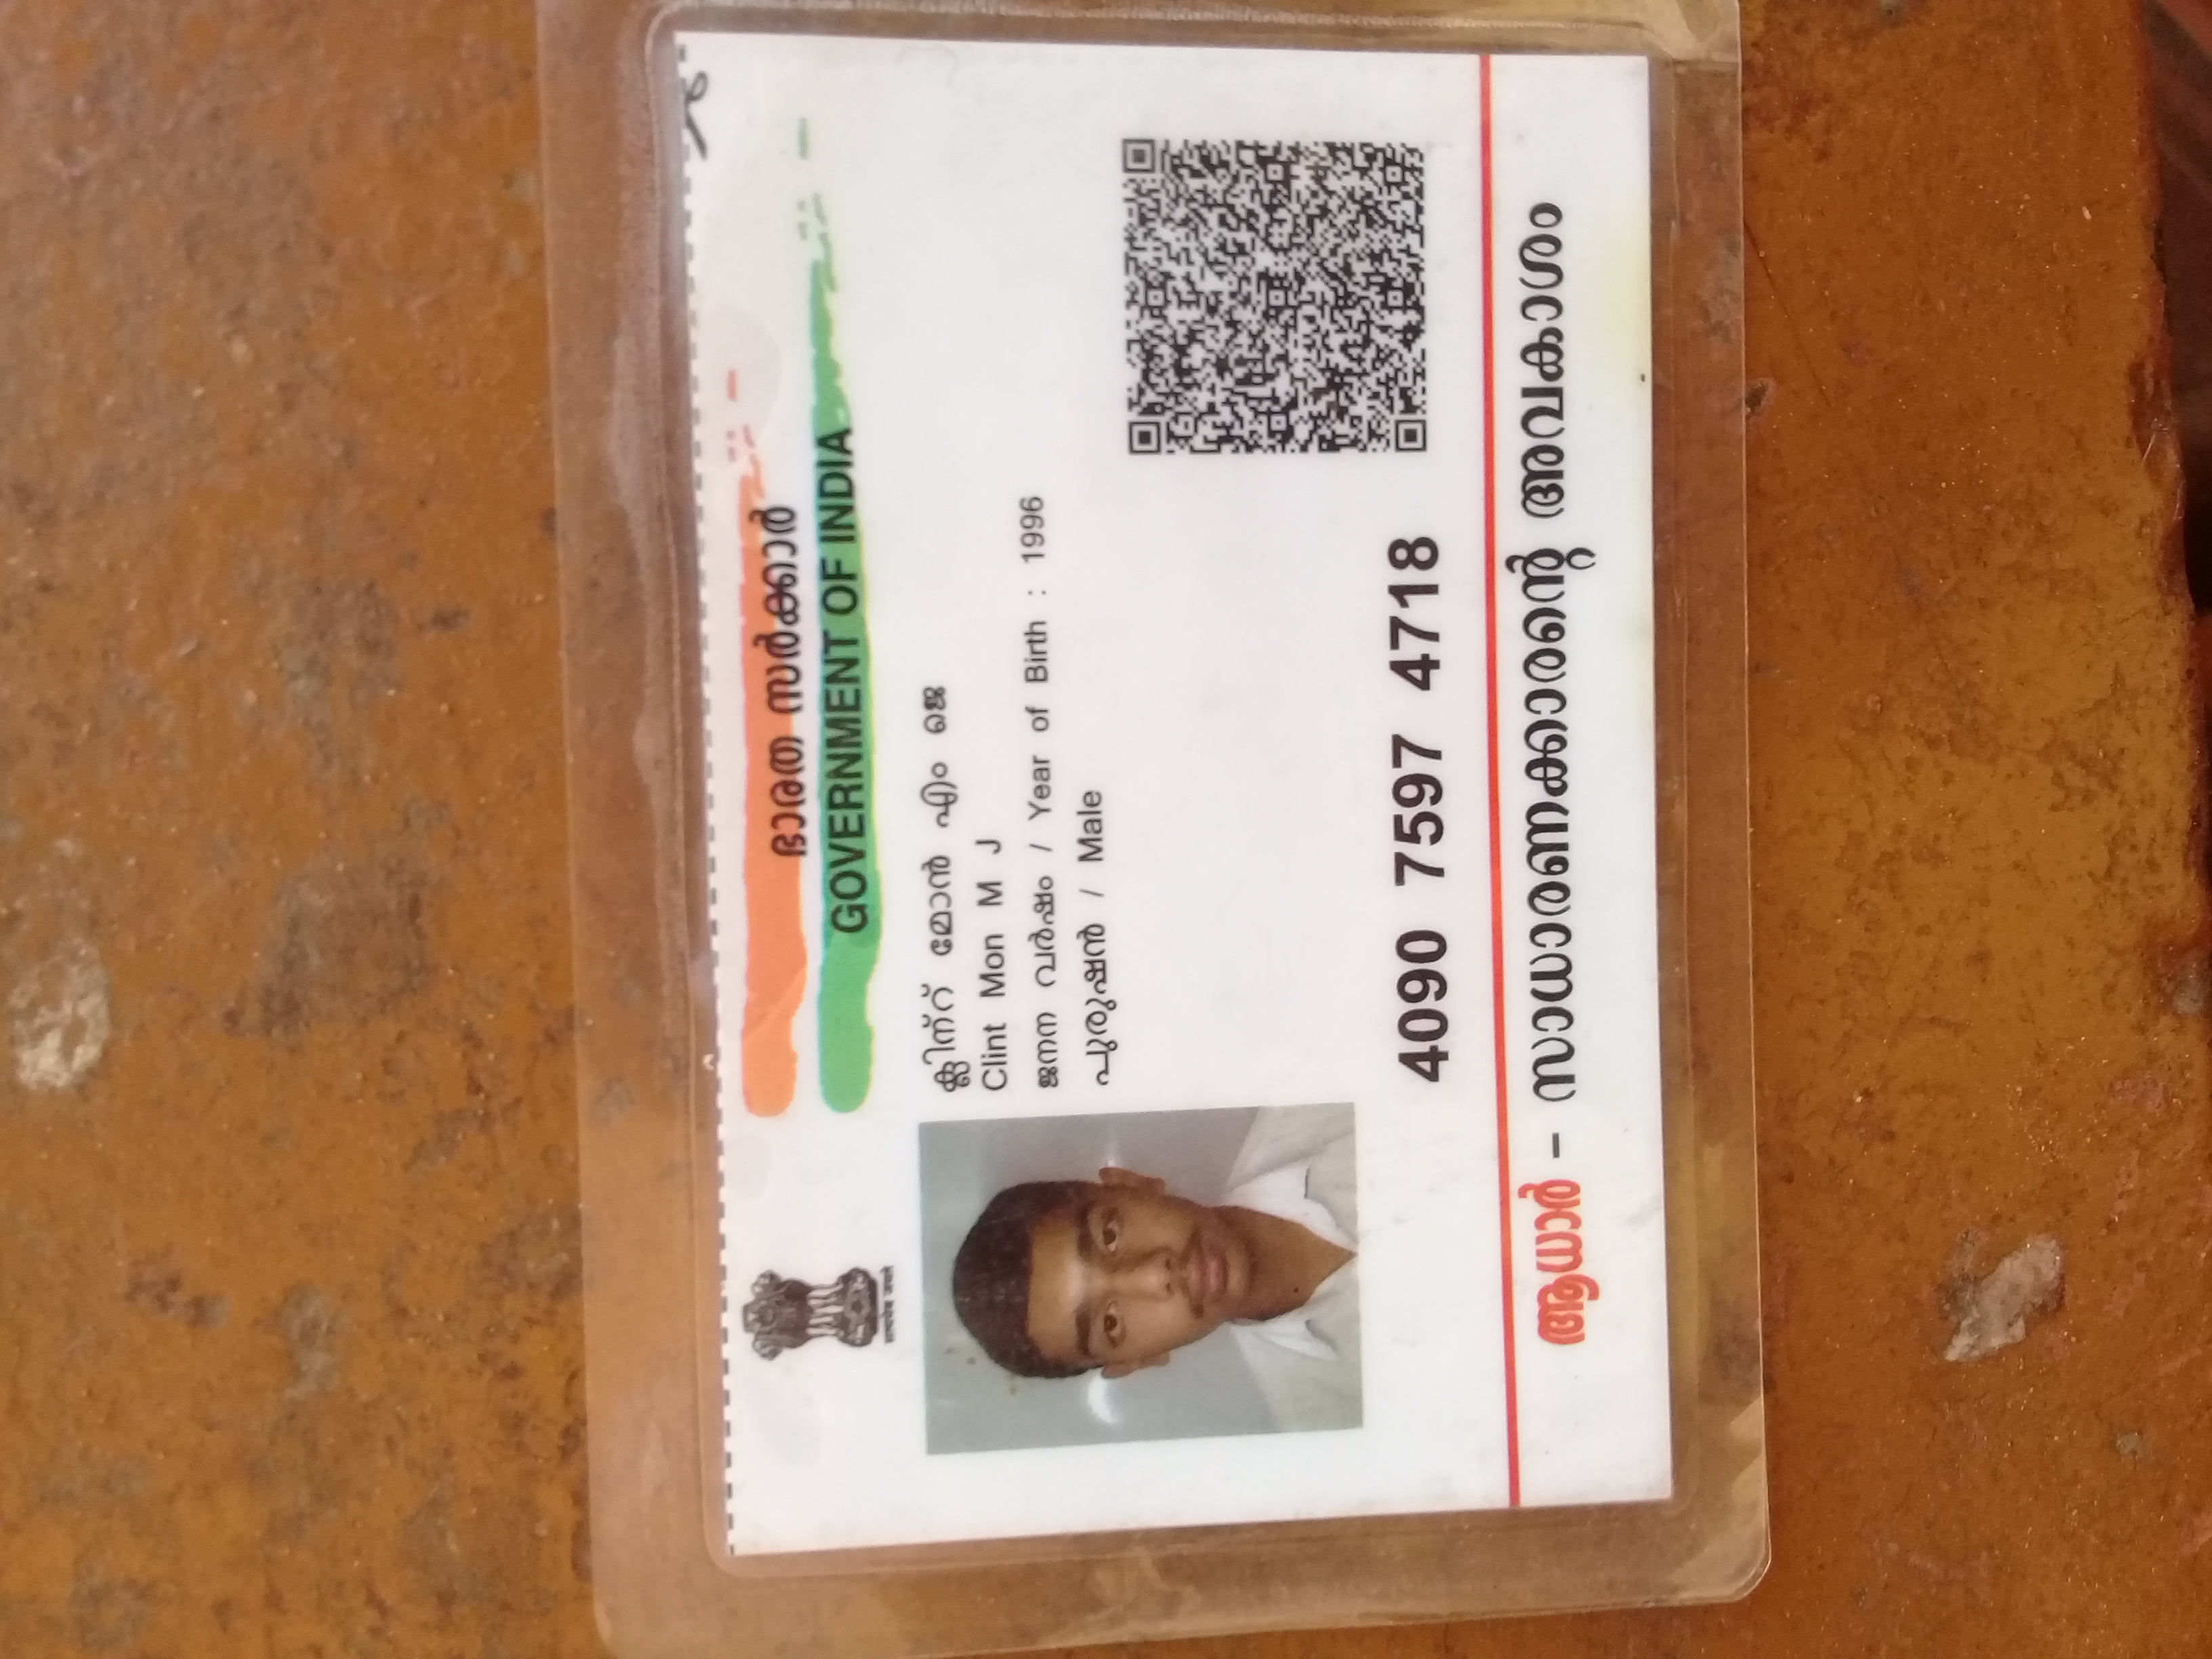 सत्यमेव जयते
ഭാരത സർക്കാർ
GOVERNMENT OF INDIA
ക്ലിന്റ് മോൻ എം ജെ
Clint Mon M J
ജനന വർഷം / Year of Birth : 1996
പുരുഷൻ / Male
4090 7597 4718
ആധാർ - സാധാരണക്കാരന്റെ അവകാശം